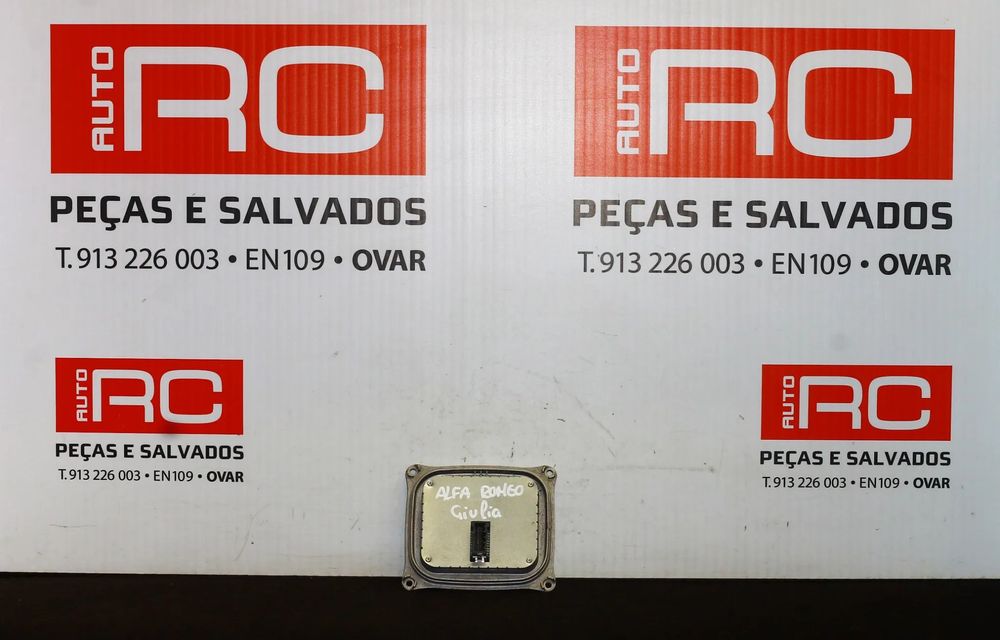 AUTO RC
PEÇAS E SALVADOS
T. 913 226 003 • EN109 • OVAR
AUTO RC
PEÇAS E SALVADOS
T. 913 226 003 • EN109 • OVAR
AUTO RC
PEÇAS E SALVADOS
T. 913 226 003 • EN109 • OVAR
AUTO RC
PEÇAS E SALVADOS
T. 913 226 003 • EN109 • OVAR
ALFA ROMEO
Giulia